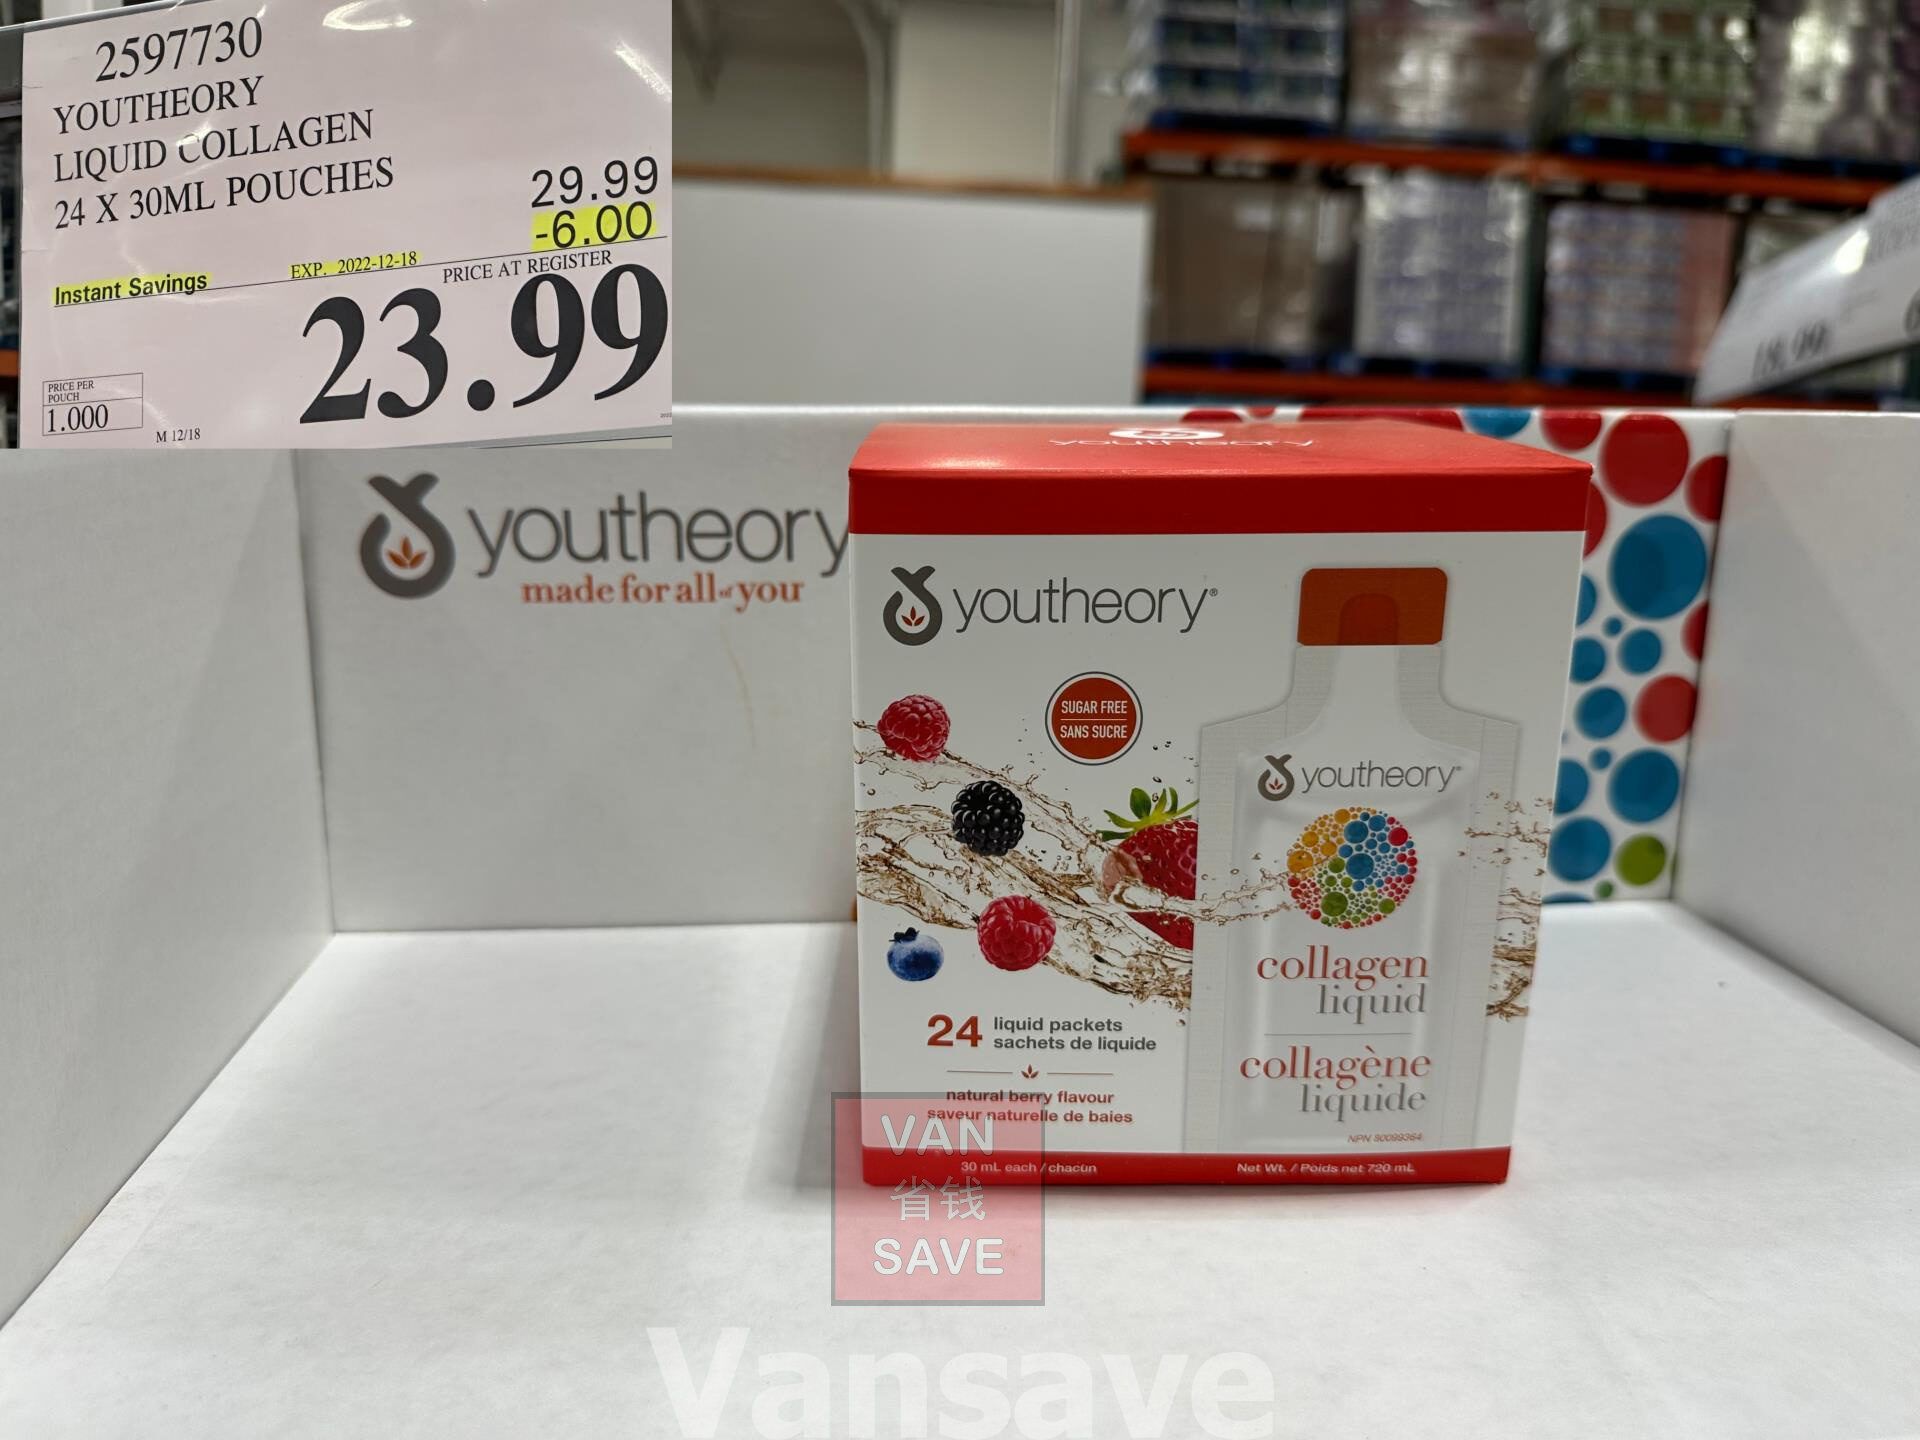 2597730
YOUTHEORY
LIQUID COLLAGEN
24 X 30ML POUCHES
29.99
-6.00
Instant Savings
EXP. 2022-12-18
PRICE AT REGISTER
23.99
PRICE PER
POUCH
1.000
M 12/18
youtheory
made for all of you
youtheory
youtheory®
SUGAR FREE
SANS SUCRE
youtheory
collagen
liquid
collagène
liquide
NPN 80099364
24 liquid packets
sachets de liquide
natural berry flavour
saveur naturelle de baies
30 mL each / chacun
Net Wt. / Poids net 720 mL
VAN
省钱
SAVE
Vansave